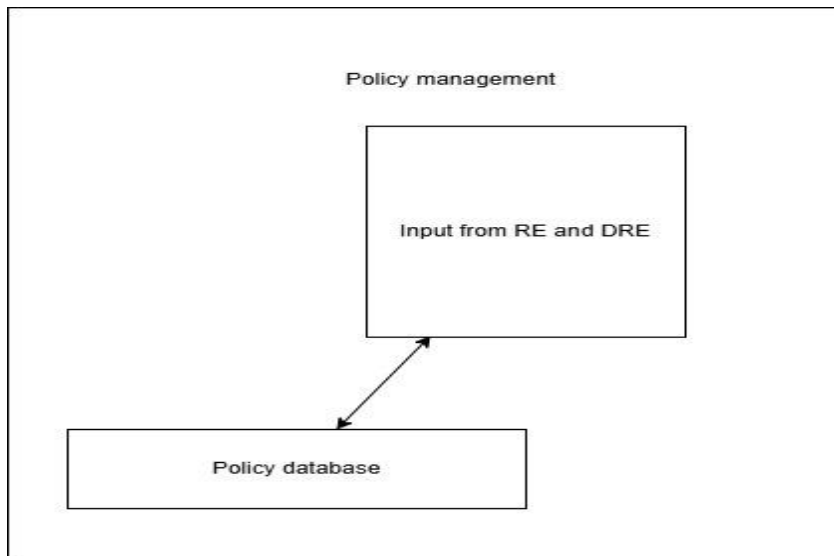 Policy management
Input from RE and DRE
Policy database